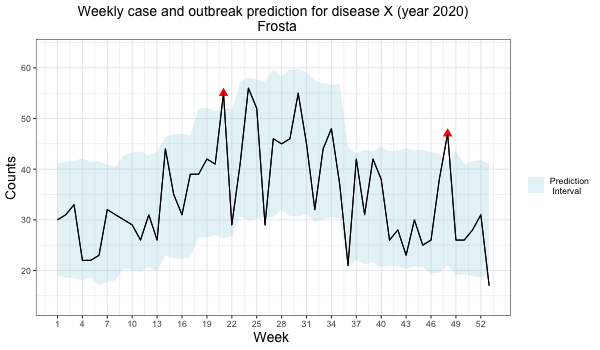 Weekly case and outbreak prediction for disease X (year 2020)
Frosta
Counts
60
50
40
30
20
1 4 7 10 13 16 19 22 25 28 31 34 37 40 43 46 49 52
Week
Prediction
Interval